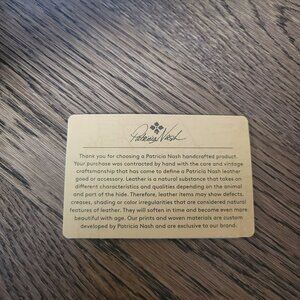 Patricia Nash
Thank you for choosing a Patricia Nash handcrafted product.
Your purchase was contracted by hand with the care and vintage
craftsmanship that has come to define a Patricia Nash leather
good or accessory. Leather is a natural substance that takes on
different characteristics and qualities depending on the animal
and part of the hide. Therefore, leather items may show defects,
creases, shading or color irregularities that are considered natural
features of leather. They will soften in time and become even more
beautiful with age. Our prints and woven materials are custom
developed by Patricia Nash and are exclusive to our brand.